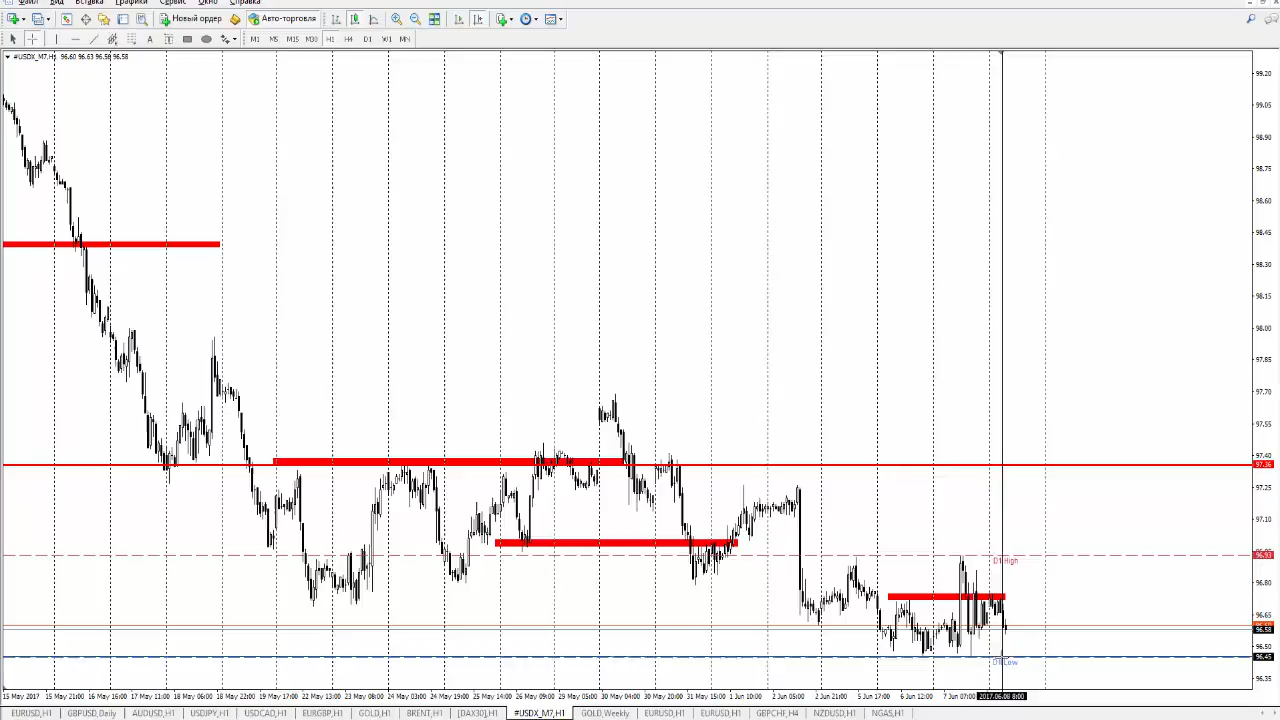 Файл Вид Вставка Графики Сервис Окно Справка
Новый ордер Авто-торговля
A T M1 M5 M15 M30 H1 H4 D1 W1 MN
#USDX_M7,H1 96.60 96.63 96.58 96.58
99.20
99.05
98.90
98.75
98.60
98.45
98.30
98.15
98.00
97.85
97.70
97.55
97.40
97.36
97.25
97.10
96.93
D1 High
96.80
96.65
96.58
96.50
96.45
D1 Low
96.35
15 May 2017 15 May 21:00 16 May 16:00 17 May 11:00 18 May 06:00 18 May 22:00 19 May 17:00 22 May 13:00 23 May 08:00 24 May 03:00 24 May 19:00 25 May 14:00 26 May 09:00 29 May 05:00 30 May 04:00 30 May 20:00 31 May 15:00 1 Jun 10:00 2 Jun 05:00 2 Jun 21:00 5 Jun 17:00 6 Jun 12:00 7 Jun 07:00 2017.06.08 8:00
EURUSD,H1 GBPUSD,Daily AUDUSD,H1 USDJPY,H1 USDCAD,H1 EURGBP,H1 GOLD,H1 BRENT,H1 [DAX30],H1 #USDX_M7,H1 GOLD,Weekly EURUSD,H1 EURUSD,H1 GBPCHF,H4 NZDUSD,H1 NGAS,H1